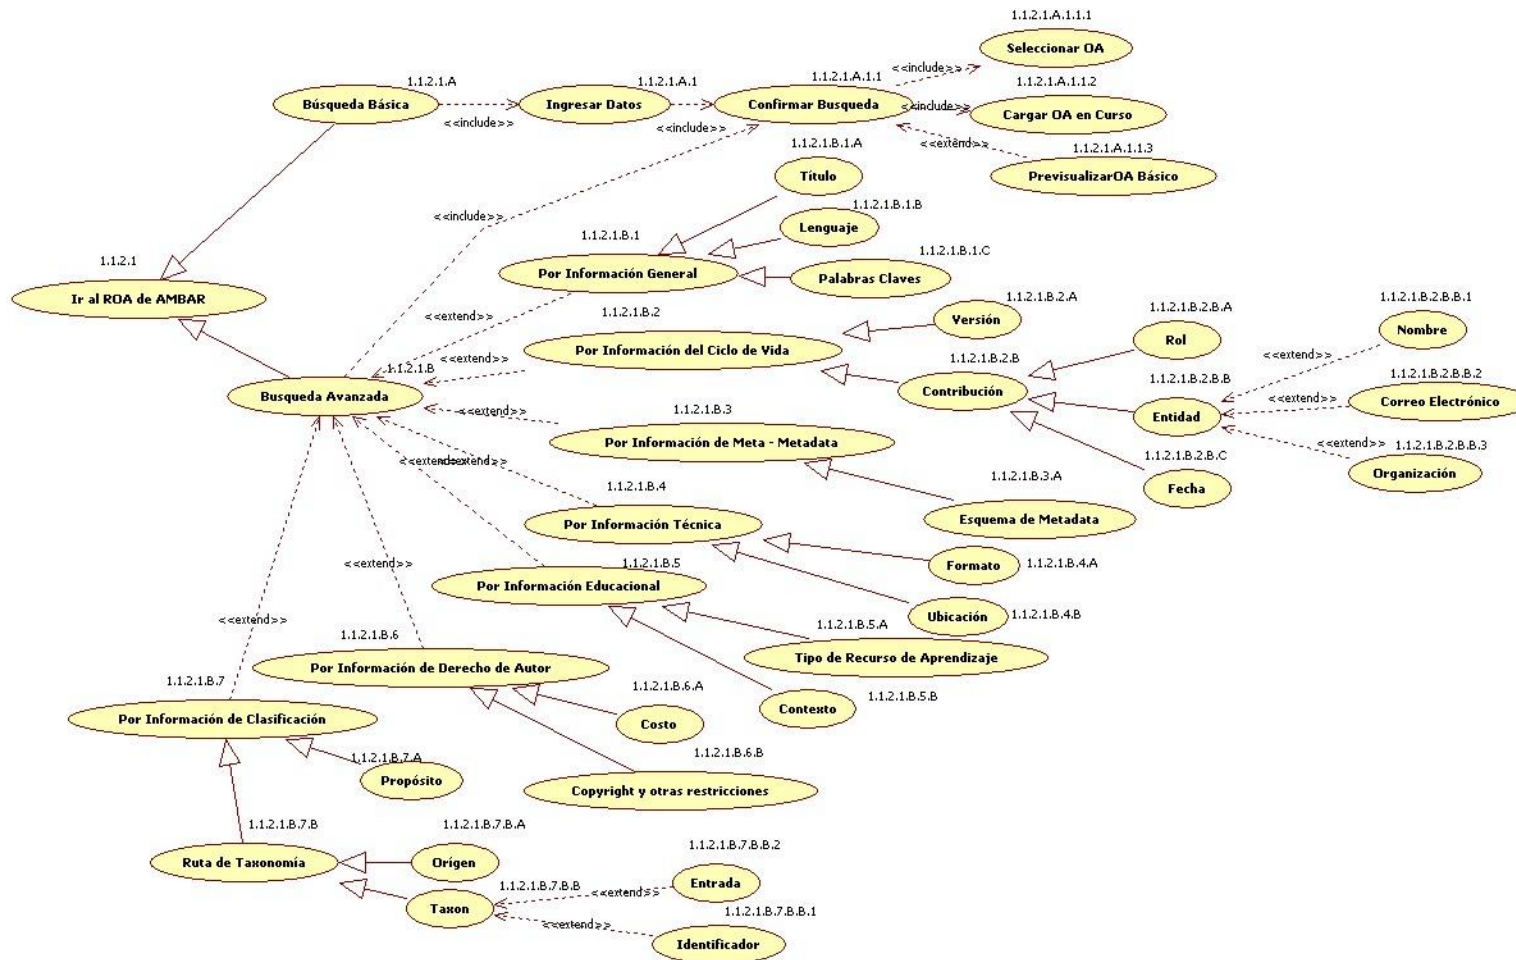 1.1.2.1.A.1.1.1
Seleccionar OA
<<include>>
1.1.2.1.A
1.1.2.1.A.1
1.1.2.1.A.1.1
1.1.2.1.A.1.1.2
Búsqueda Básica
Ingresar Datos
Confirmar Busqueda
<<include>>
Cargar OA en Curso
<<include>>
<<include>>
<<extend>>
1.1.2.1.A.1.1.3
1.1.2.1.B.1.A
Título
PrevisualizarOA Básico
1.1.2.1.B.1.B
<<include>>
Lenguaje
1.1.2.1.B.1
1.1.2.1.B.1.C
1.1.2.1
Por Información General
Palabras Claves
Ir al ROA de AMBAR
1.1.2.1.B.2.A
1.1.2.1.B.2.B.B.1
<<extend>>
1.1.2.1.B.2
Versión
1.1.2.1.B.2.B.A
Nombre
Rol
Por Información del Ciclo de Vida
<<extend>>
1.1.2.1.B.2.B
<<extend>>
1.1.2.1.B
1.1.2.1.B.2.B.B
1.1.2.1.B.2.B.B.2
Contribución
Busqueda Avanzada
<<extend>>
Correo Electrónico
1.1.2.1.B.3
<<extend>>
Entidad
Por Información de Meta - Metadata
<<extend>>
1.1.2.1.B.2.B.B.3
1.1.2.1.B.2.B.C
<<extend>>
<<extend>>
Organización
1.1.2.1.B.3.A
1.1.2.1.B.4
Fecha
Esquema de Metadata
Por Información Técnica
<<extend>>
1.1.2.1.B.5
Formato
1.1.2.1.B.4.A
Por Información Educacional
<<extend>>
Ubicación
1.1.2.1.B.4.B
1.1.2.1.B.5.A
1.1.2.1.B.6
Tipo de Recurso de Aprendizaje
Por Información de Derecho de Autor
1.1.2.1.B.7
1.1.2.1.B.6.A
1.1.2.1.B.5.B
Contexto
Por Información de Clasificación
Costo
1.1.2.1.B.7.A
1.1.2.1.B.6.B
Propósito
Copyright y otras restricciones
1.1.2.1.B.7.B
1.1.2.1.B.7.B.A
1.1.2.1.B.7.B.B.2
Ruta de Taxonomía
Orígen
1.1.2.1.B.7.B.B
<<extend>>
Entrada
Taxon
<<extend>>
1.1.2.1.B.7.B.B.1
Identificador